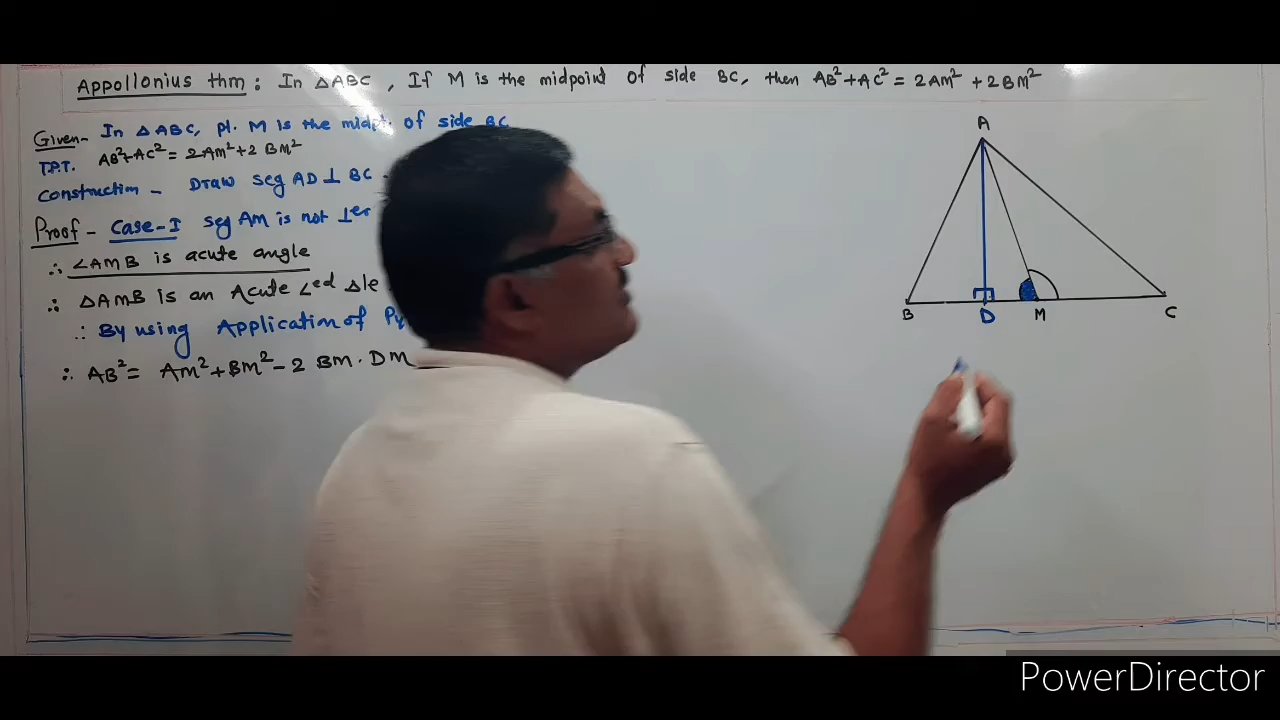 Appollonius thm : In △ABC , If M is the midpoint of side BC, then AB²+AC² = 2AM² + 2BM²
Given- In △ABC, pt. M is the midpt. of side BC
T.P.T. AB²+AC² = 2AM²+2 BM²
construction - Draw seg AD ⊥ BC
Proof - Case-I seg AM is not ⊥er
∴ ∠AMB is acute angle
∴ △AMB is an Acute ∠ed △le
∴ By using Application of Py
∴ AB² = AM²+BM²-2 BM·DM
A
B
D
M
C
PowerDirector